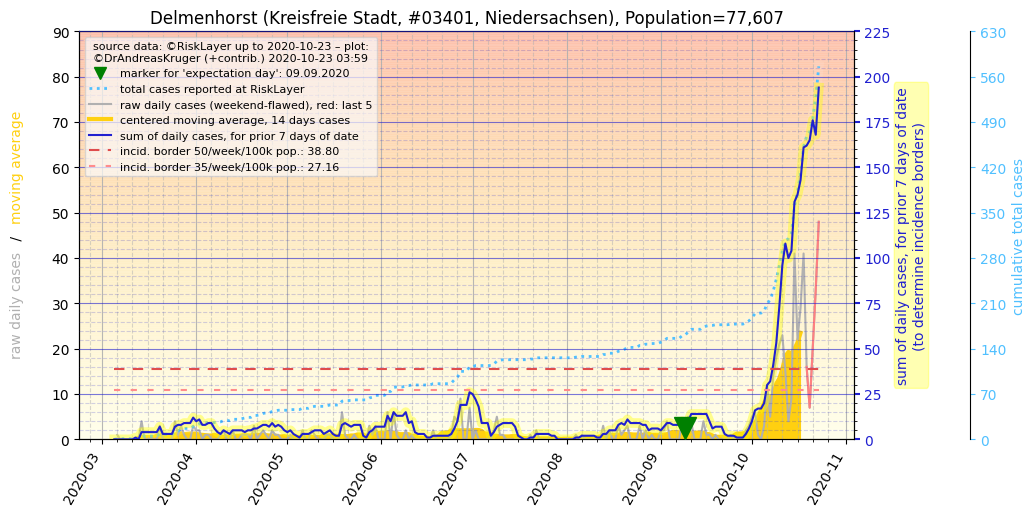 Delmenhorst (Kreisfreie Stadt, #03401, Niedersachsen), Population=77,607
source data: ©RiskLayer up to 2020-10-23 – plot:
©DrAndreasKruger (+contrib.) 2020-10-23 03:59
marker for 'expectation day': 09.09.2020
total cases reported at RiskLayer
raw daily cases (weekend-flawed), red: last 5
centered moving average, 14 days cases
sum of daily cases, for prior 7 days of date
incid. border 50/week/100k pop.: 38.80
incid. border 35/week/100k pop.: 27.16
raw daily cases / moving average
90
80
70
60
50
40
30
20
10
0
225
200
175
150
125
100
75
50
25
0
sum of daily cases, for prior 7 days of date
(to determine incidence borders)
630
560
490
420
350
280
210
140
70
0
cumulative total cases
2020-03
2020-04
2020-05
2020-06
2020-07
2020-08
2020-09
2020-10
2020-11